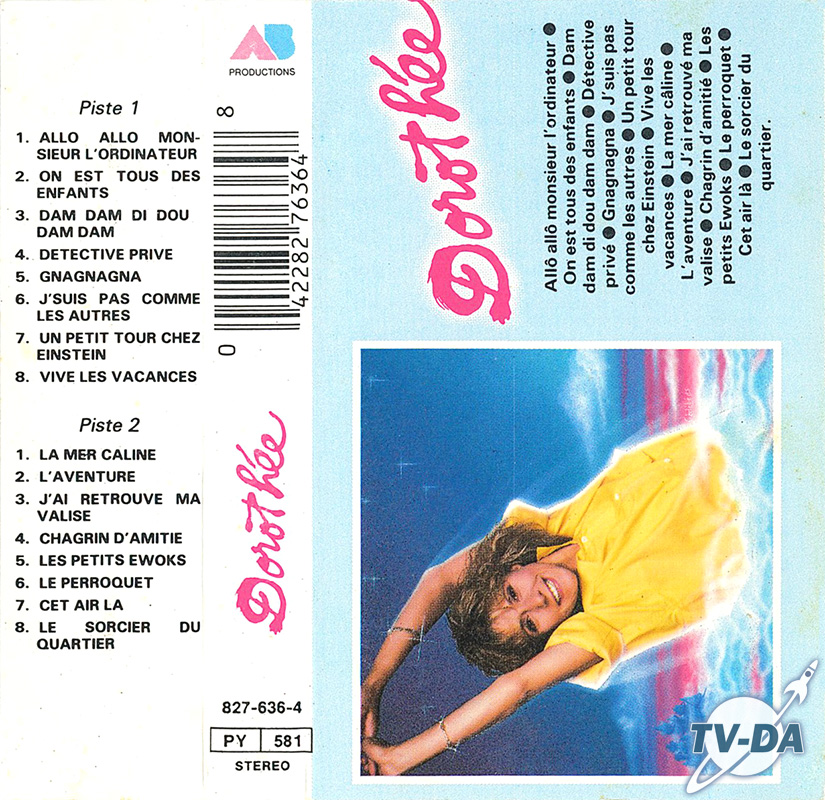 AB
PRODUCTIONS
Piste 1
1. ALLO ALLO MON-
SIEUR L'ORDINATEUR
2. ON EST TOUS DES
ENFANTS
3. DAM DAM DI DOU
DAM DAM
4. DETECTIVE PRIVE
5. GNAGNAGNA
6. J'SUIS PAS COMME
LES AUTRES
7. UN PETIT TOUR CHEZ
EINSTEIN
8. VIVE LES VACANCES
Piste 2
1. LA MER CALINE
2. L'AVENTURE
3. J'AI RETROUVE MA
VALISE
4. CHAGRIN D'AMITIE
5. LES PETITS EWOKS
6. LE PERROQUET
7. CET AIR LA
8. LE SORCIER DU
QUARTIER
0 42282 76364 8
Dorothée
827-636-4
PY 581
STEREO
Dorothée
Allô allô monsieur l'ordinateur ●
On est tous des enfants ● Dam
dam di dou dam dam ● Détective
privé ● Gnagnagna ● J'suis pas
comme les autres ● Un petit tour
chez Einstein ● Vive les
vacances ● La mer câline ●
L'aventure ● J'ai retrouvé ma
valise ● Chagrin d'amitié ● Les
petits Ewoks ● Le perroquet ●
Cet air là ● Le sorcier du
quartier.
TV-DA